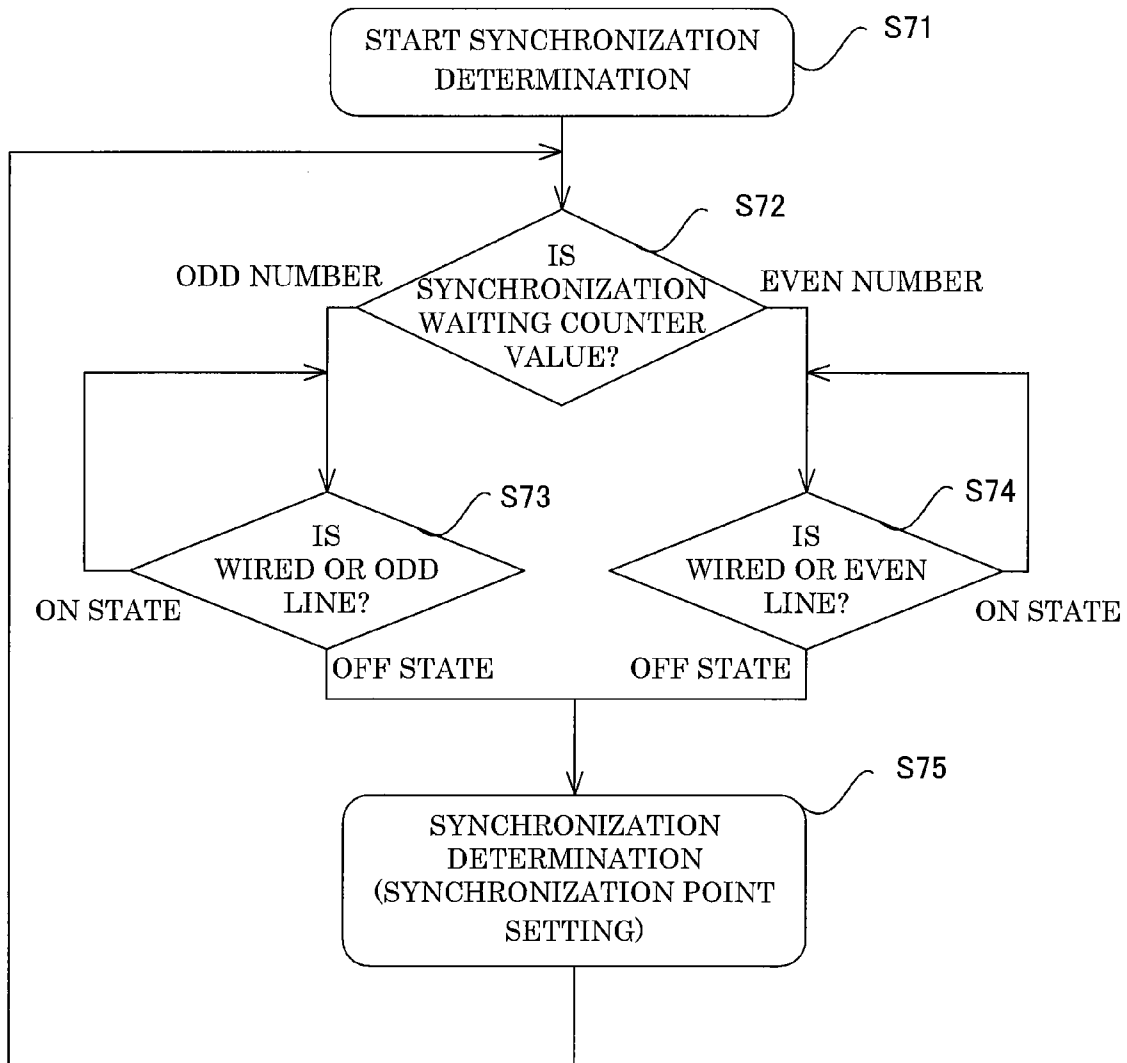 START SYNCHRONIZATION
DETERMINATION
S71
S72
IS
SYNCHRONIZATION
WAITING COUNTER
VALUE?
ODD NUMBER
EVEN NUMBER
S73
IS
WIRED OR ODD
LINE?
ON STATE
OFF STATE
S74
IS
WIRED OR EVEN
LINE?
ON STATE
OFF STATE
S75
SYNCHRONIZATION
DETERMINATION
(SYNCHRONIZATION POINT
SETTING)